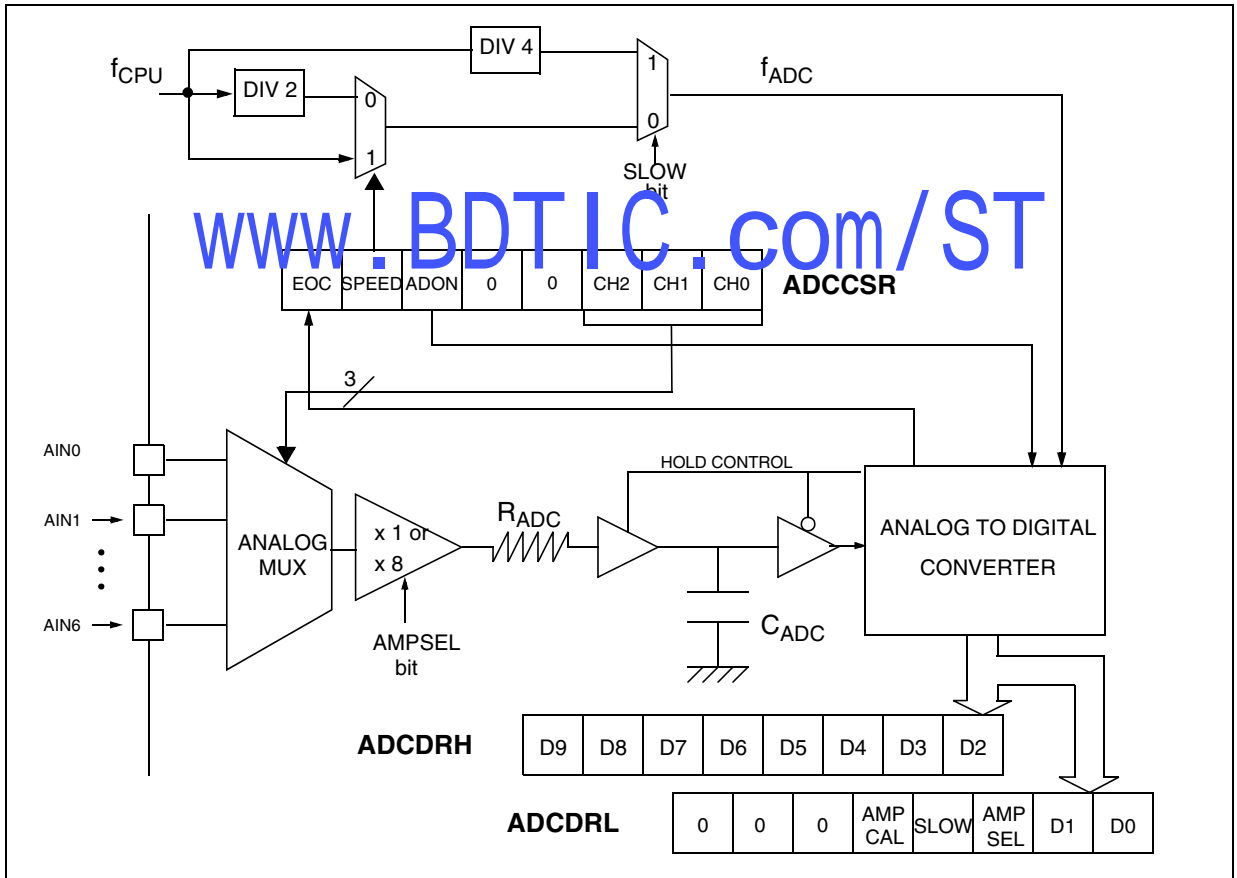 DIV 4
fCPU
DIV 2
0
1
1
0
fADC
SLOW
bit
www.BDTIC.com/ST
EOC SPEED ADON 0 0 CH2 CH1 CH0 ADCCSR
3
AIN0
AIN1
AIN6
ANALOG
MUX
x 1 or
x 8
AMPSEL
bit
RADC
HOLD CONTROL
CADC
ANALOG TO DIGITAL
CONVERTER
ADCDRH D9 D8 D7 D6 D5 D4 D3 D2
ADCDRL 0 0 0 AMP CAL SLOW AMP SEL D1 D0